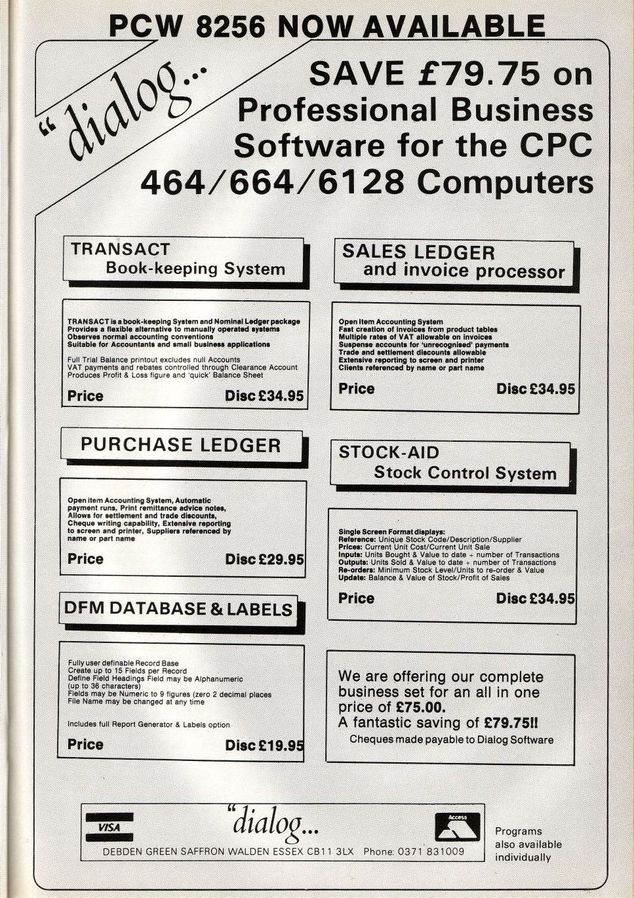 PCW 8256 NOW AVAILABLE
"dialog...
SAVE £79.75 on
Professional Business
Software for the CPC
464/664/6128 Computers
TRANSACT
Book-keeping System
TRANSACT is a book-keeping System and Nominal Ledger package
Provides a flexible alternative to manually operated systems
Observes normal accounting conventions
Suitable for Accountants and small business applications
Full Trial Balance printout excludes null Accounts
VAT payments and rebates controlled through Clearance Account
Produces Profit & Loss figure and 'quick' Balance Sheet
Price Disc £34.95
SALES LEDGER
and invoice processor
Open Item Accounting System
Fast creation of Invoices from product tables
Multiple rates of VAT allowable on invoices
Suspense accounts for 'unrecognised' payments
Trade and settlement discounts allowable
Extensive reporting to screen and printer
Clients referenced by name or part name
Price Disc £34.95
PURCHASE LEDGER
Open item Accounting System, Automatic
payment runs, Print remittance advice notes,
Allows for settlement and trade discounts,
Cheque writing capability, Extensive reporting
to screen and printer, Suppliers referenced by
name or part name
Price Disc £29.95
STOCK-AID
Stock Control System
Single Screen Format displays:
Reference: Unique Stock Code/Description/Supplier
Prices: Current Unit Cost/Current Unit Sale
Inputs: Units Bought & Value to date + number of Transactions
Outputs: Units Sold & Value to date + number of Transactions
Re-orders: Minimum Stock Level/Units to re-order & Value
Update: Balance & Value of Stock/Profit of Sales
Price Disc £34.95
DFM DATABASE & LABELS
Fully user definable Record Base
Create up to 15 Fields per Record
Define Field Headings Field may be Alphanumeric
(up to 36 characters)
Fields may be Numeric to 9 figures (zero 2 decimal places
File Name may be changed at any time
Includes full Report Generator & Labels option
Price Disc £19.95
We are offering our complete
business set for an all in one
price of £75.00.
A fantastic saving of £79.75!!
Cheques made payable to Dialog Software
VISA
"dialog...
Access
DEBDEN GREEN SAFFRON WALDEN ESSEX CB11 3LX Phone: 0371 831009
Programs
also available
individually